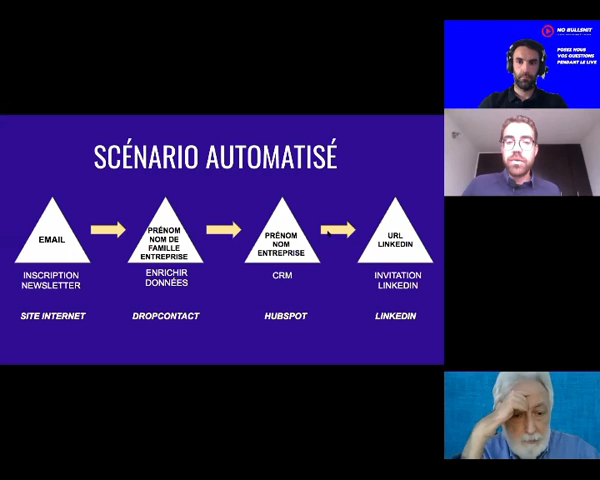 NO BULLSHIT
POSEZ NOUS
VOS QUESTIONS
PENDANT LE LIVE
SCÉNARIO AUTOMATISÉ
EMAIL
INSCRIPTION
NEWSLETTER
SITE INTERNET
PRÉNOM
NOM DE
FAMILLE
ENTREPRISE
ENRICHIR
DONNÉES
DROPCONTACT
PRÉNOM
NOM
ENTREPRISE
CRM
HUBSPOT
URL
LINKEDIN
INVITATION
LINKEDIN
LINKEDIN